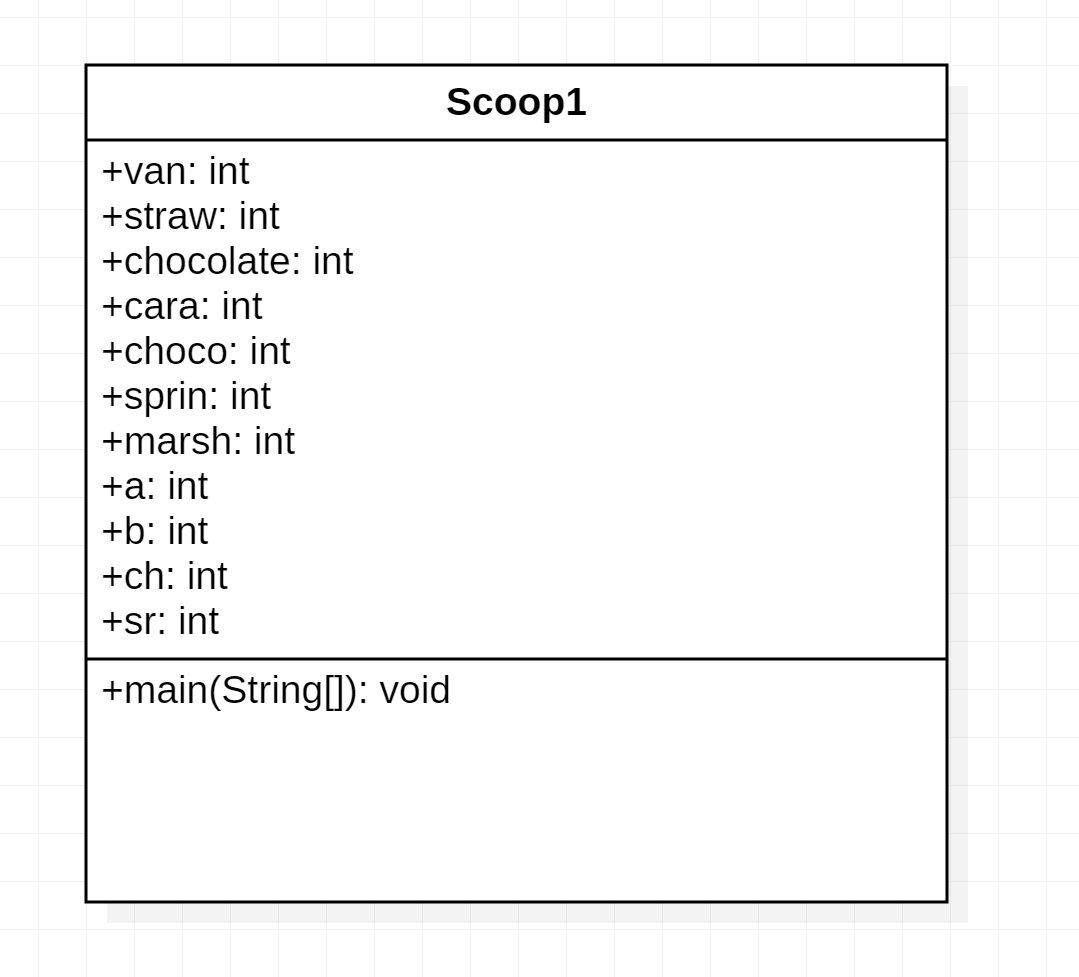 Scoop1
+van: int
+straw: int
+chocolate: int
+cara: int
+choco: int
+sprin: int
+marsh: int
+a: int
+b: int
+ch: int
+sr: int
+main(String[]): void